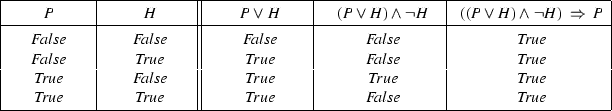 P H P ∨ H (P ∨ H) ∧ ¬H ((P ∨ H) ∧ ¬H) ⇒ P
False False False False True
False True True False True
True False True True True
True True True False True